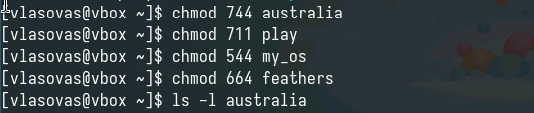 [vlasovas@vbox ~]$ chmod 744 australia
[vlasovas@vbox ~]$ chmod 711 play
[vlasovas@vbox ~]$ chmod 544 my_os
[vlasovas@vbox ~]$ chmod 664 feathers
[vlasovas@vbox ~]$ ls -l australia